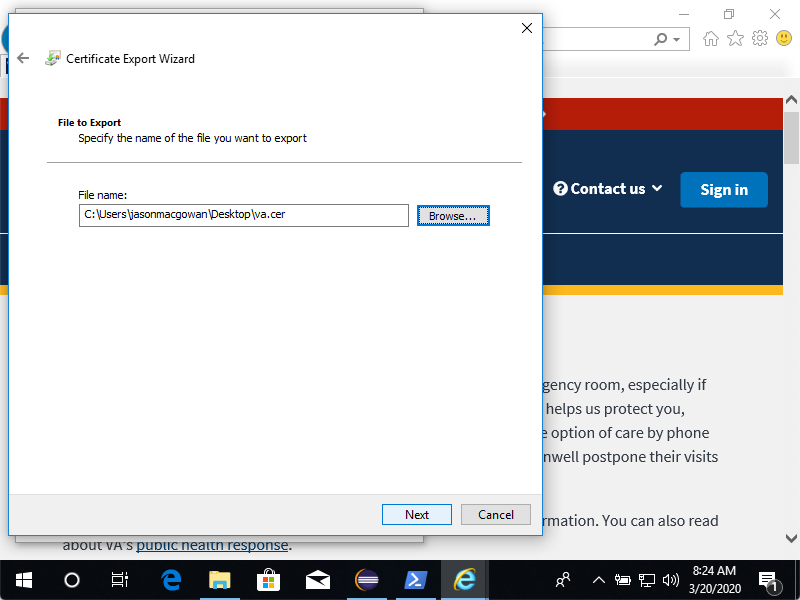 Certificate Export Wizard
File to Export
Specify the name of the file you want to export
File name:
C:\Users\jasonmacgowan\Desktop\va.cer
Browse...
Contact us
Sign in
gency room, especially if
helps us protect you,
e option of care by phone
nwell postpone their visits
Next
Cancel
rmation. You can also read
about VA's public health response.
8:24 AM
3/20/2020
1